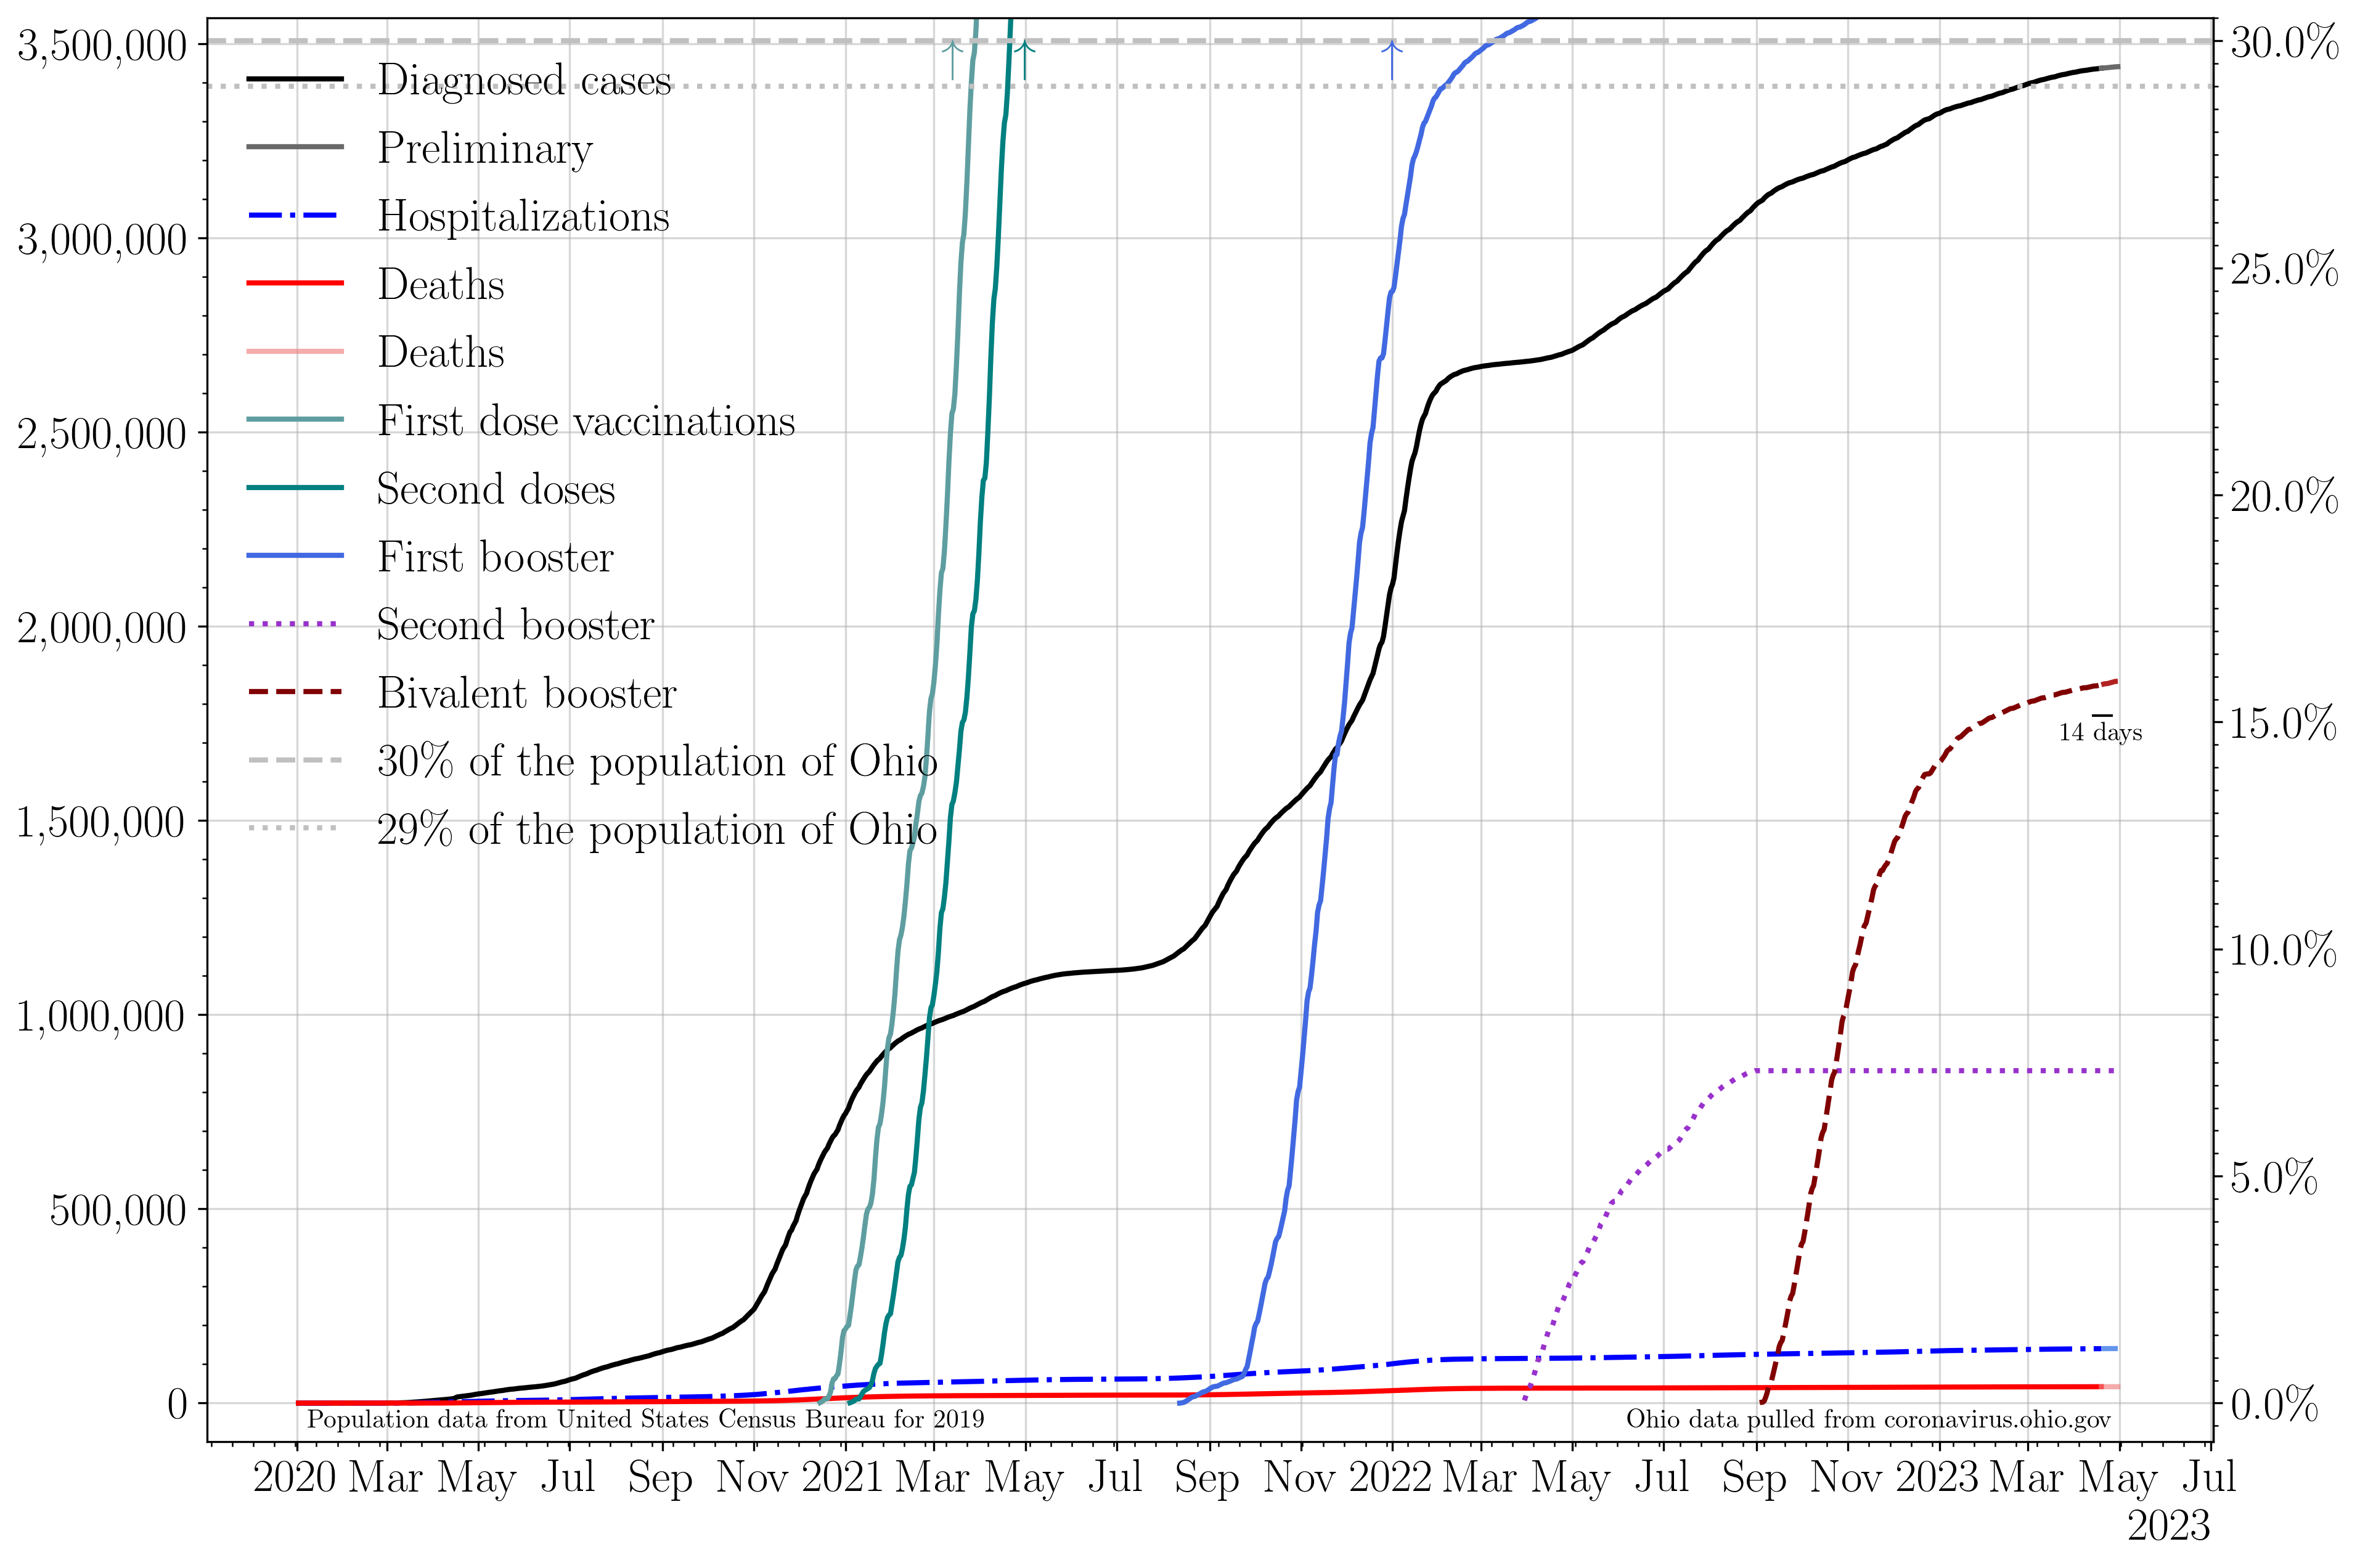 3,500,000
3,000,000
2,500,000
2,000,000
1,500,000
1,000,000
500,000
0
Diagnosed cases
Preliminary
Hospitalizations
Deaths
Deaths
First dose vaccinations
Second doses
First booster
Second booster
Bivalent booster
30% of the population of Ohio
29% of the population of Ohio
14 days
30.0%
25.0%
20.0%
15.0%
10.0%
5.0%
0.0%
Population data from United States Census Bureau for 2019
Ohio data pulled from coronavirus.ohio.gov
2020 Mar May Jul Sep Nov 2021 Mar May Jul Sep Nov 2022 Mar May Jul Sep Nov 2023 Mar May Jul
2023